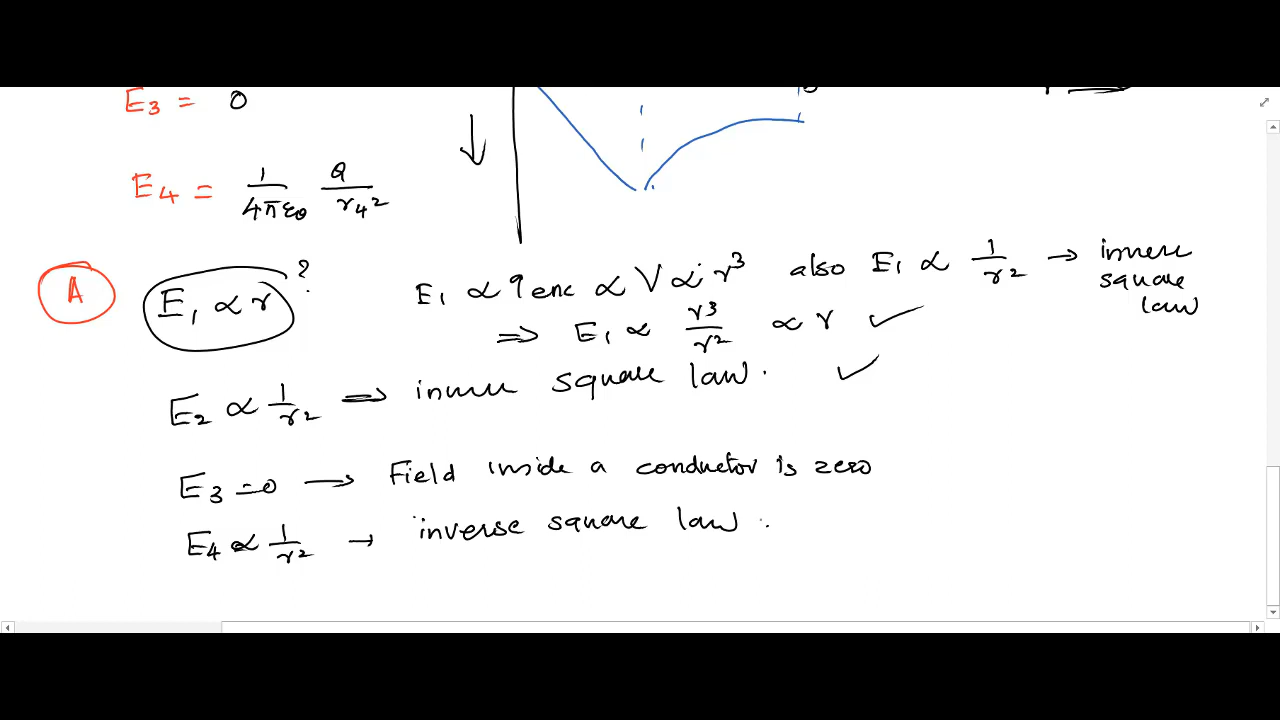 E3 = 0
E4 = 1/4πε0 Q/r4²
A E1 ∝ r ?
E1 ∝ qenc ∝ V ∝ r³ also E1 ∝ 1/r² → inverse square law
⇒ E1 ∝ r³/r² ∝ r ✓
E2 ∝ 1/r² ⇒ inverse square law. ✓
E3 = 0 → Field inside a conductor is zero
E4 ∝ 1/r² → inverse square law.